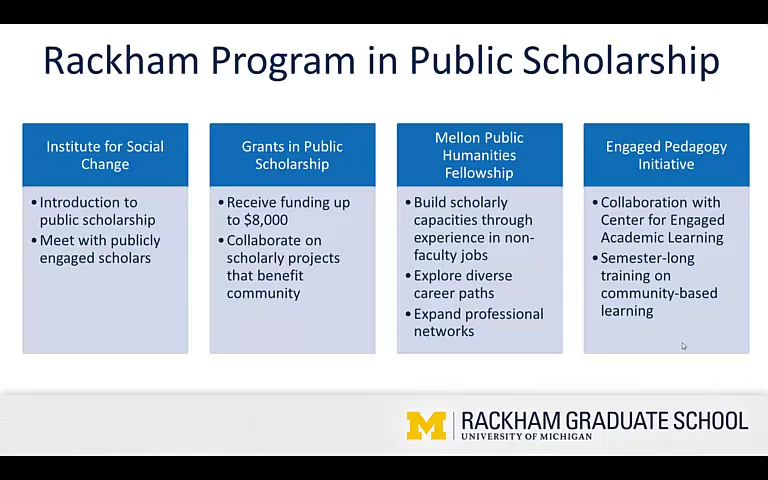 Rackham Program in Public Scholarship
Institute for Social
Change
• Introduction to
public scholarship
• Meet with publicly
engaged scholars
Grants in Public
Scholarship
• Receive funding up
to $8,000
• Collaborate on
scholarly projects
that benefit
community
Mellon Public
Humanities
Fellowship
• Build scholarly
capacities through
experience in non-
faculty jobs
• Explore diverse
career paths
• Expand professional
networks
Engaged Pedagogy
Initiative
• Collaboration with
Center for Engaged
Academic Learning
• Semester-long
training on
community-based
learning
M
RACKHAM GRADUATE SCHOOL
UNIVERSITY OF MICHIGAN